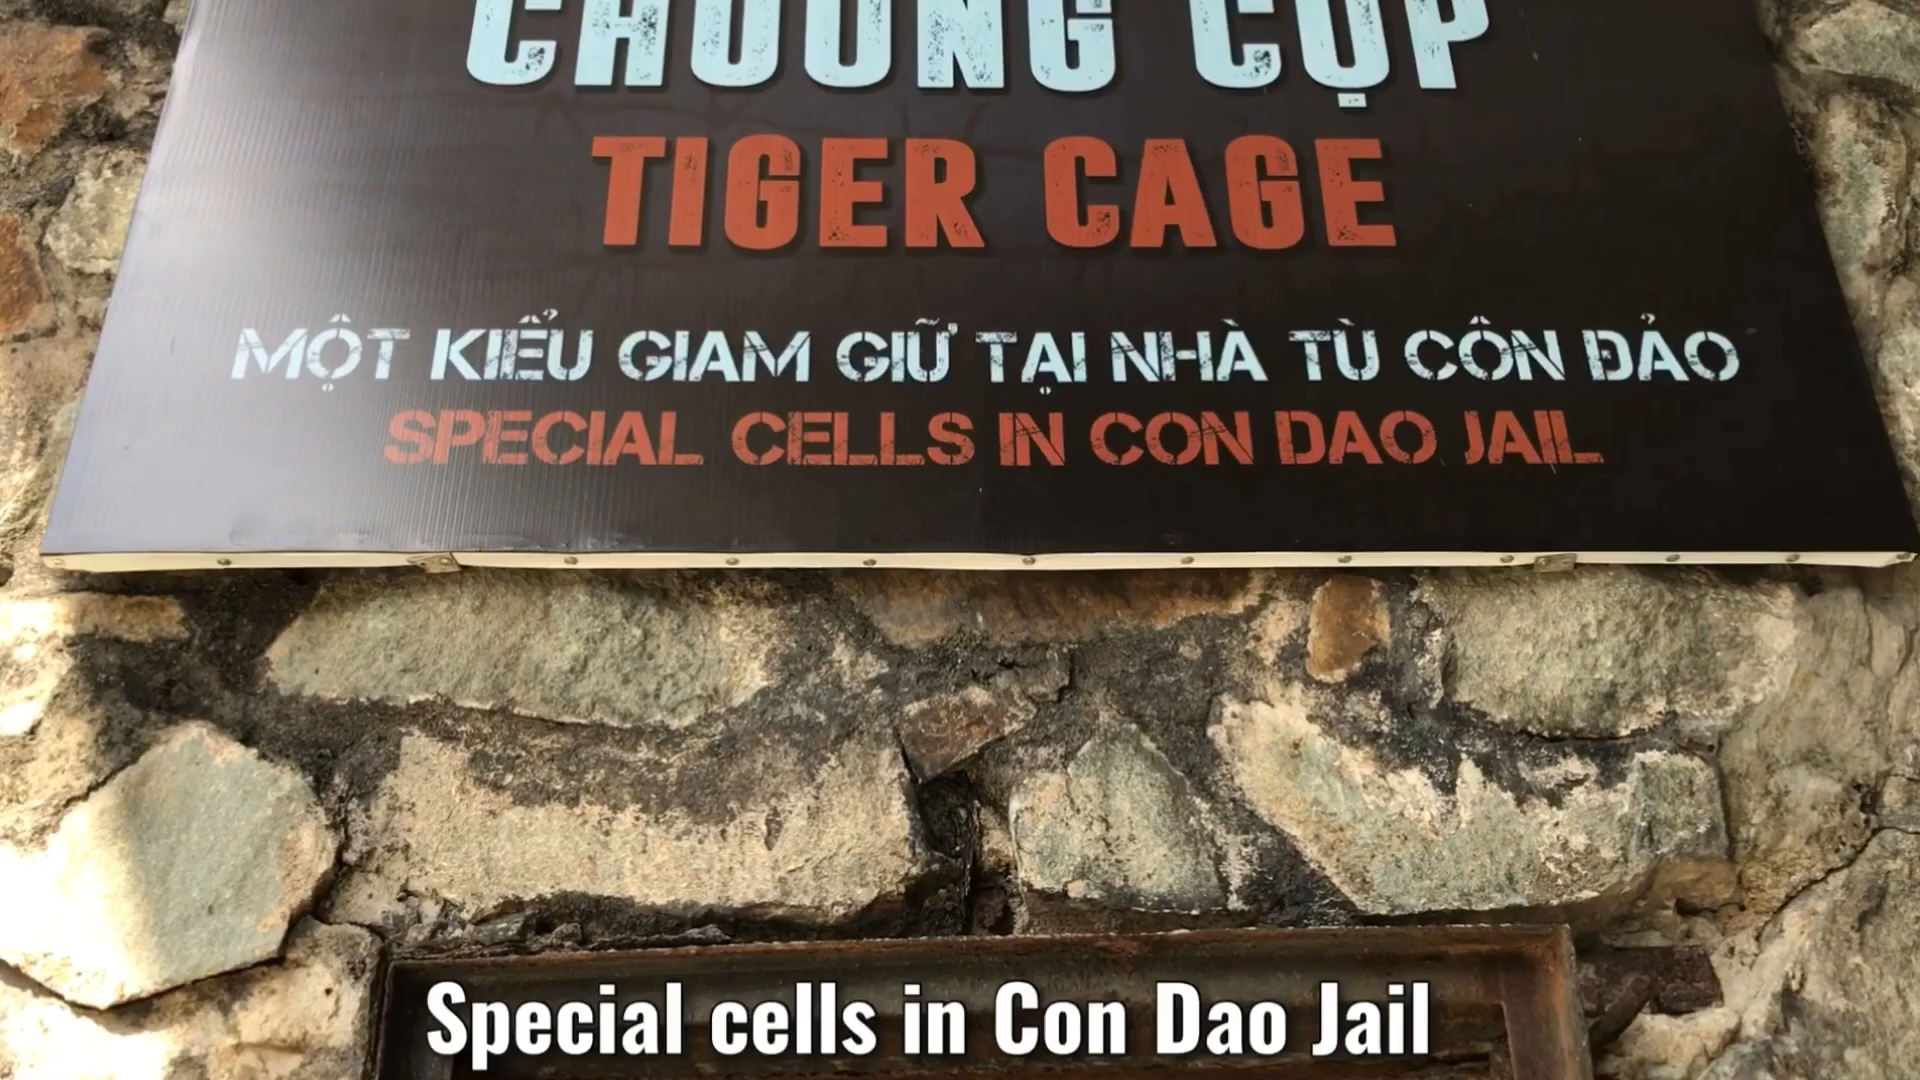 CHUỒNG CỌP
TIGER CAGE
MỘT KIỂU GIAM GIỮ TẠI NHÀ TÙ CÔN ĐẢO
SPECIAL CELLS IN CON DAO JAIL
Special cells in Con Dao Jail